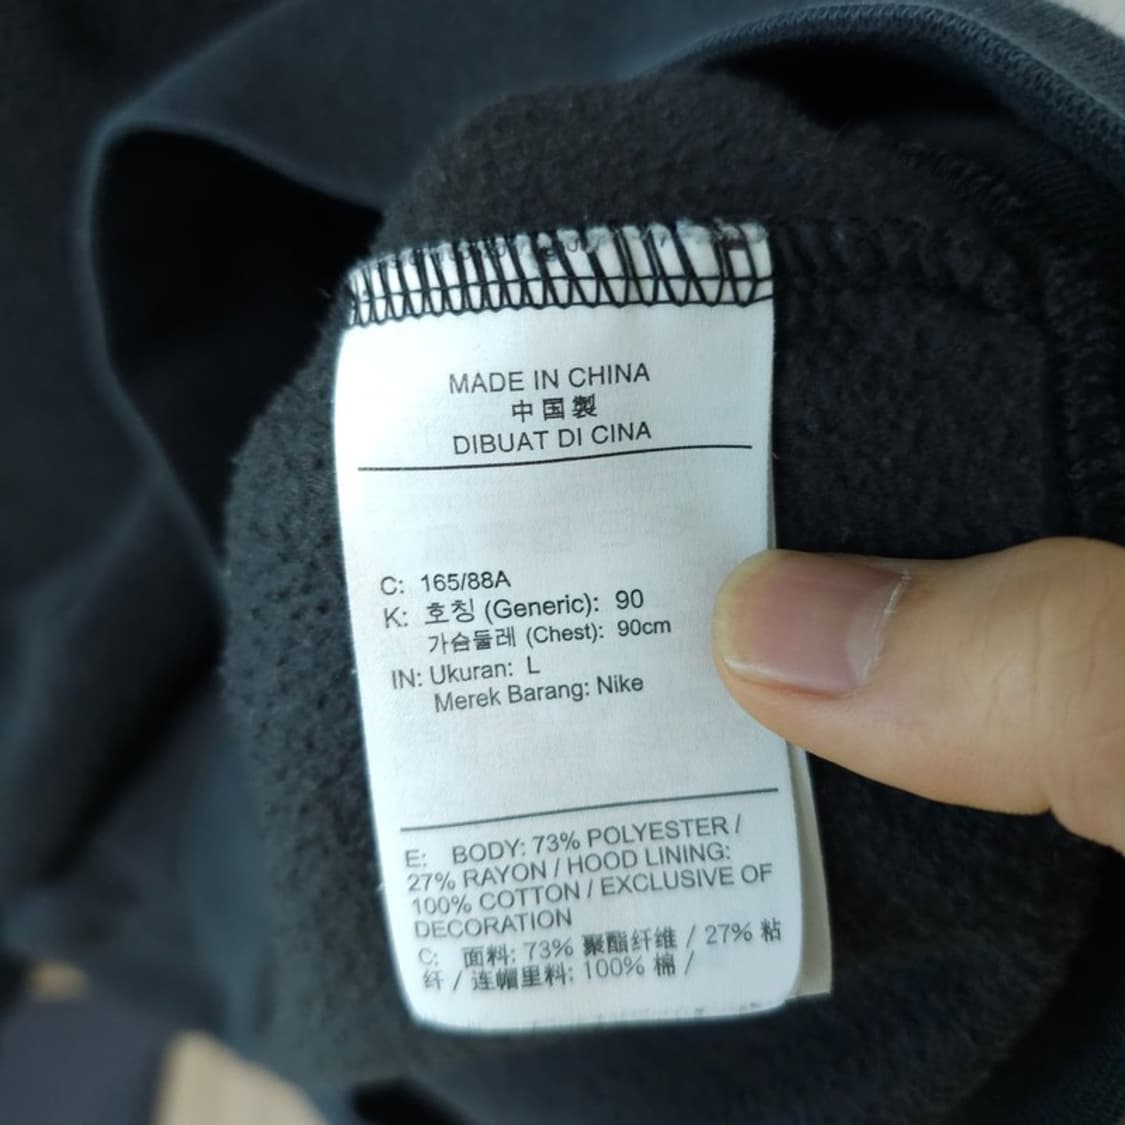 MADE IN CHINA
中国製
DIBUAT DI CINA
C: 165/88A
K: 호칭 (Generic): 90
가슴둘레 (Chest): 90cm
IN: Ukuran: L
Merek Barang: Nike
E: BODY: 73% POLYESTER /
27% RAYON / HOOD LINING:
100% COTTON / EXCLUSIVE OF
DECORATION
C: 面料: 73% 聚酯纤维 / 27% 粘
纤 / 连帽里料: 100% 棉 /